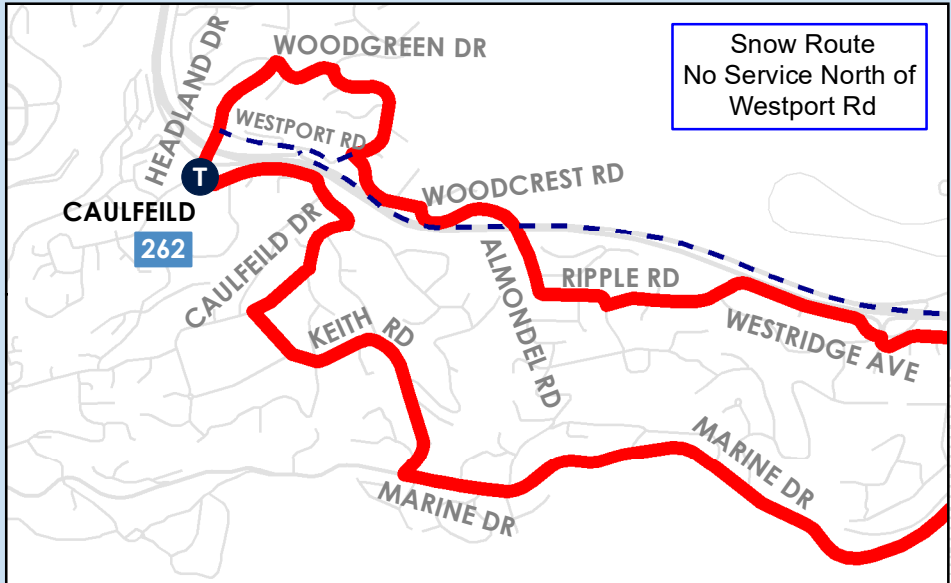 WOODGREEN DR
Snow Route
No Service North of
Westport Rd
HEADLAND DR
WESTPORT RD
T
CAULFEILD
262
WOODCREST RD
CAULFEILD DR
ALMONDEL RD
RIPPLE RD
KEITH RD
WESTRIDGE AVE
MARINE DR
MARINE DR